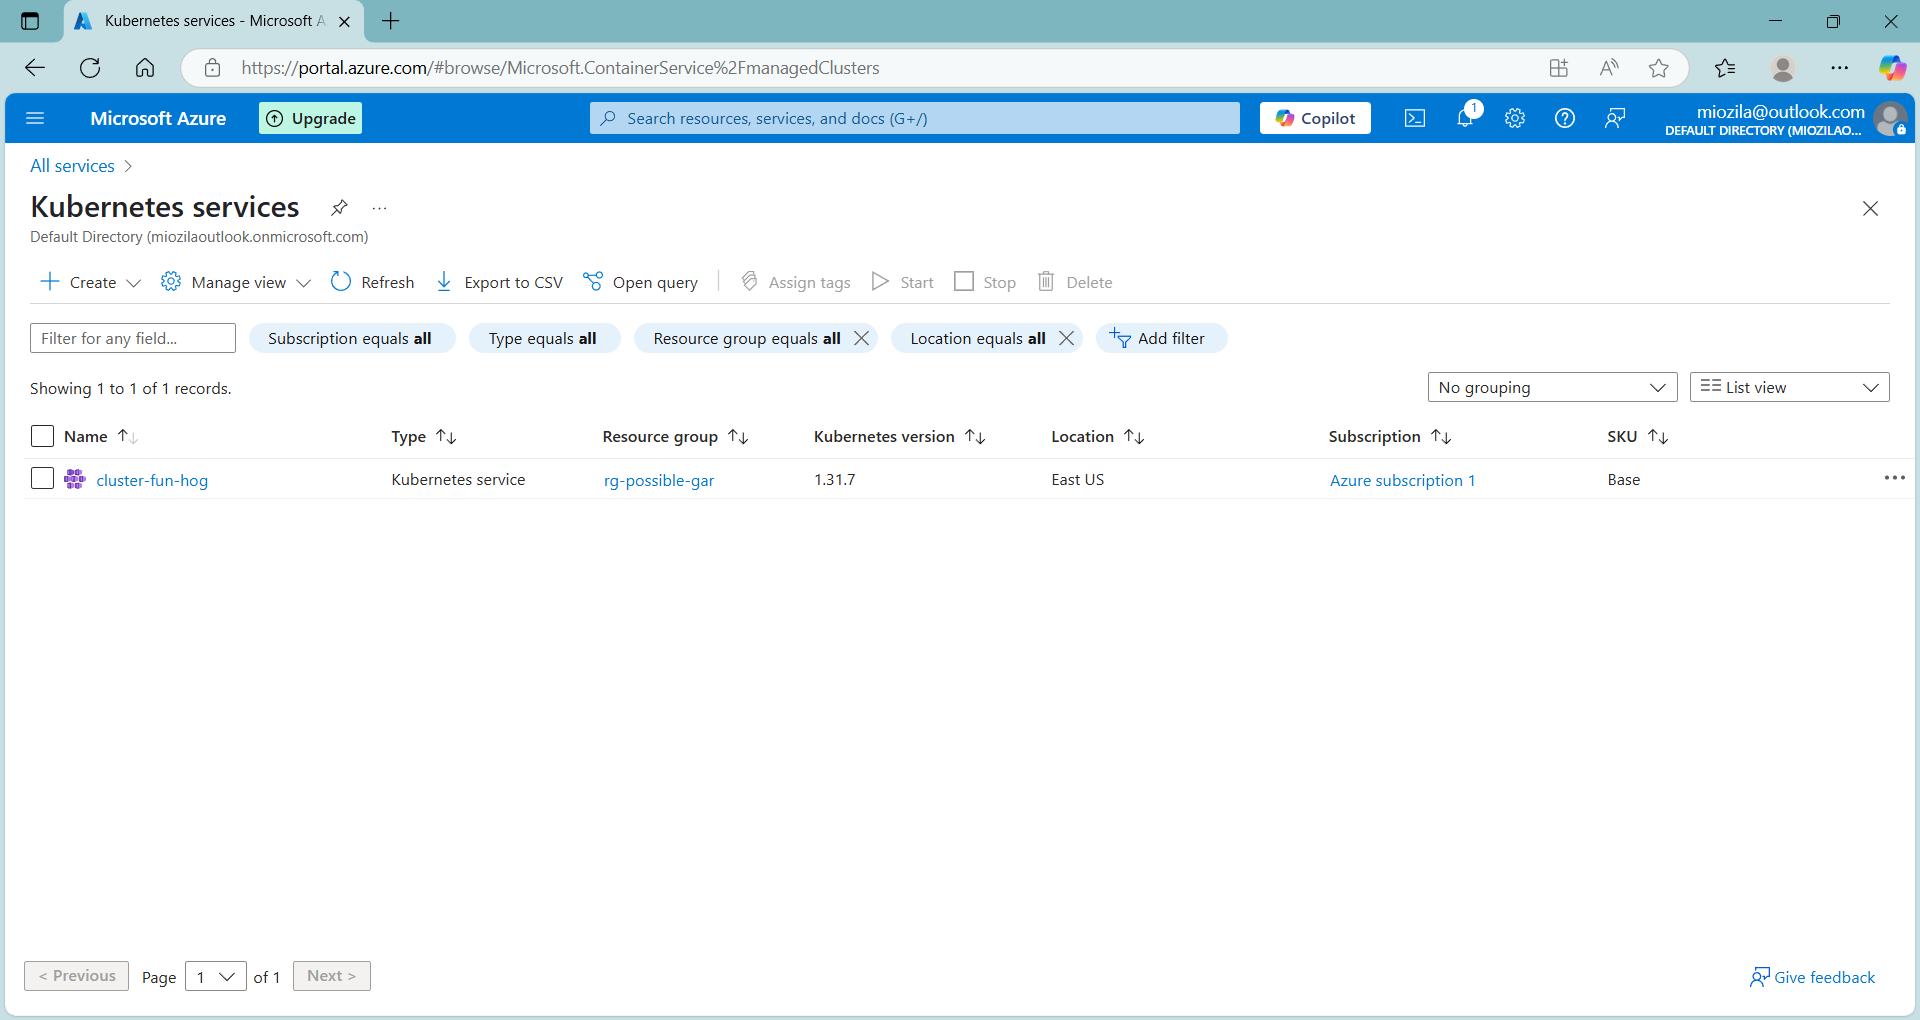 Kubernetes services - Microsoft A
https://portal.azure.com/#browse/Microsoft.ContainerService%2FmanagedClusters
Microsoft Azure
Upgrade
Search resources, services, and docs (G+/)
Copilot
1
miozila@outlook.com
DEFAULT DIRECTORY (MIOZILAO...
All services
Kubernetes services
Default Directory (miozilaoutlook.onmicrosoft.com)
Create Manage view Refresh Export to CSV Open query Assign tags Start Stop Delete
Filter for any field... Subscription equals all Type equals all Resource group equals all Location equals all Add filter
Showing 1 to 1 of 1 records. No grouping List view
Name Type Resource group Kubernetes version Location Subscription SKU
cluster-fun-hog Kubernetes service rg-possible-gar 1.31.7 East US Azure subscription 1 Base
< Previous Page 1 of 1 Next > Give feedback